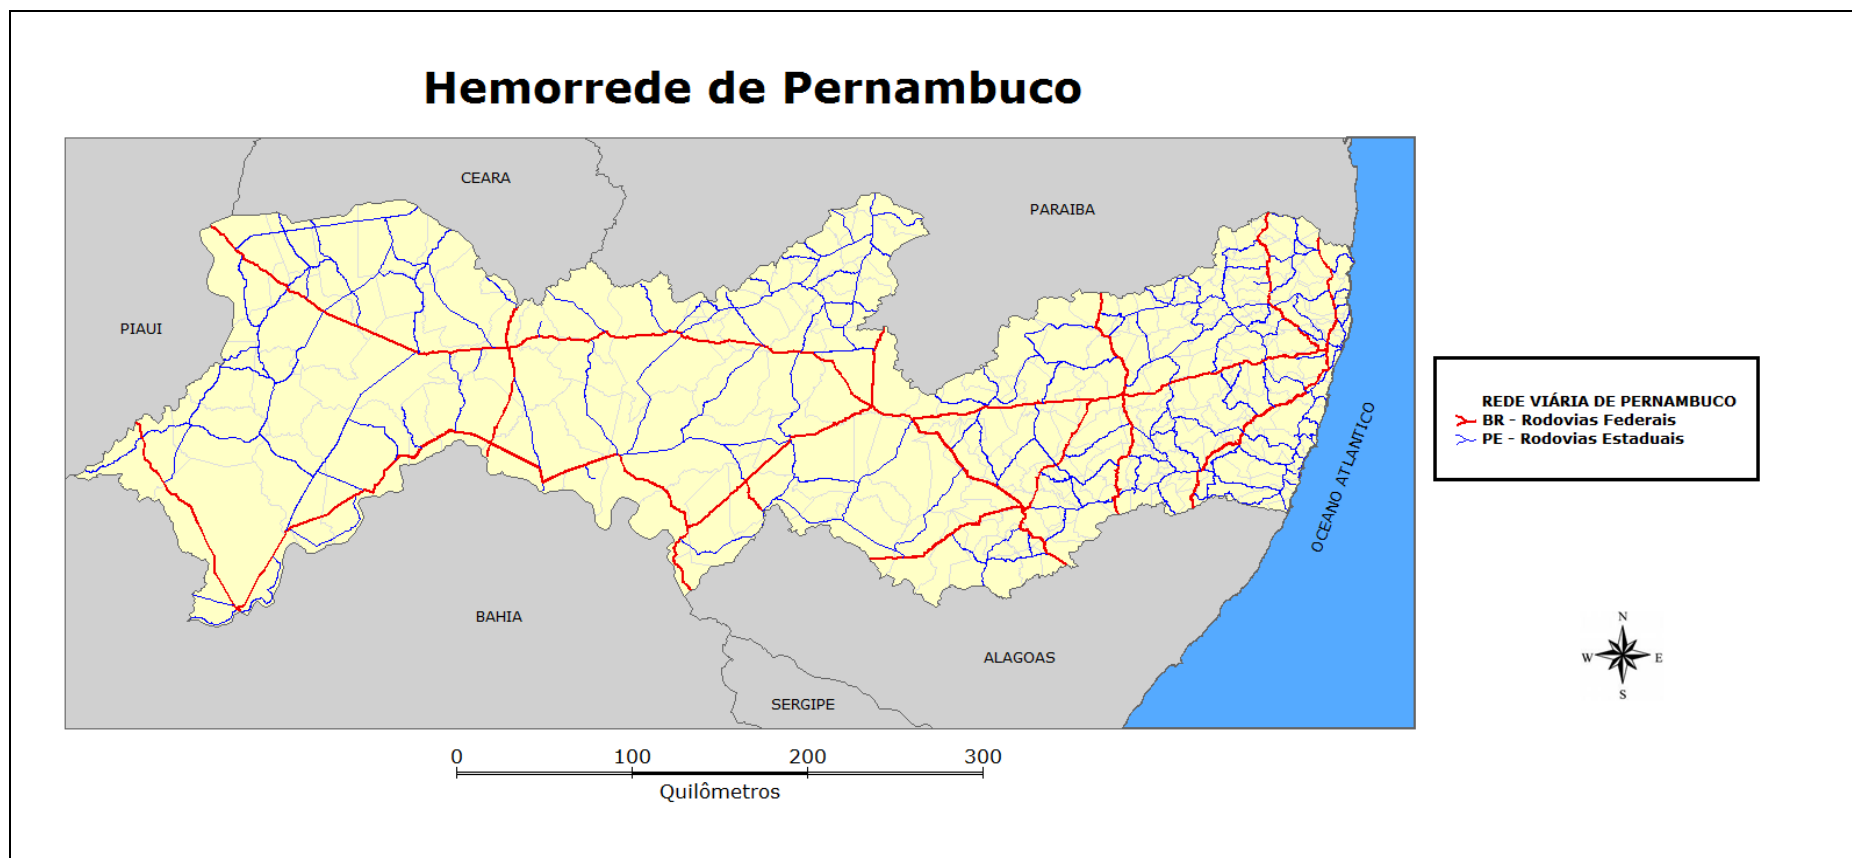 Hemorrede de Pernambuco
CEARA
PARAIBA
PIAUI
REDE VIÁRIA DE PERNAMBUCO
BR - Rodovias Federais
PE - Rodovias Estaduais
OCEANO ATLANTICO
BAHIA
ALAGOAS
SERGIPE
N
W E
S
0 100 200 300
Quilômetros